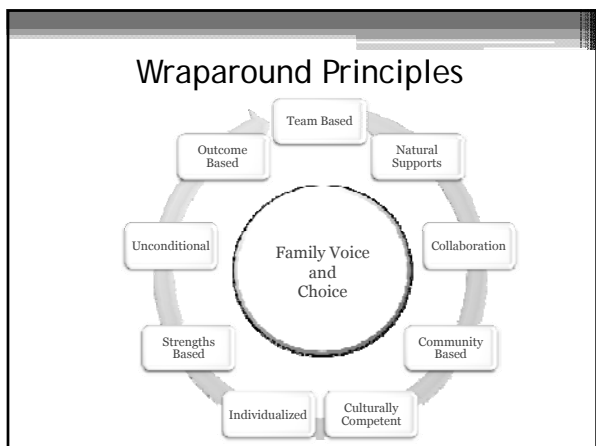 Wraparound Principles
Team Based
Natural
Supports
Collaboration
Community
Based
Culturally
Competent
Individualized
Strengths
Based
Unconditional
Outcome
Based
Family Voice
and
Choice